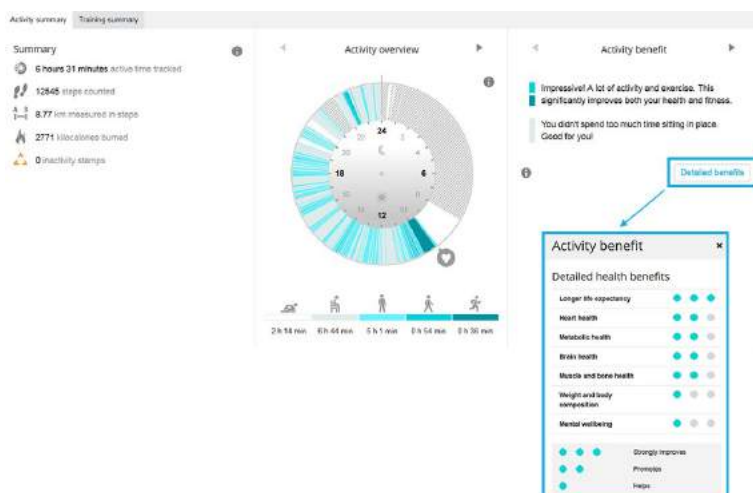 Activity summary
Training summary
Summary
6 hours 31 minutes active time tracked
12645 steps counted
8.77 km measured in steps
2771 kilocalories burned
0 inactivity stamps
Activity overview
24
18
6
12
2 h 14 min
6 h 44 min
5 h 1 min
0 h 54 min
0 h 36 min
Activity benefit
Impressive! A lot of activity and exercise. This
significantly improves both your health and fitness.
You didn't spend too much time sitting in place.
Good for you!
Detailed benefits
Activity benefit
Detailed health benefits
Longer life expectancy
Heart health
Metabolic health
Brain health
Muscle and bone health
Weight and body
composition
Mental wellbeing
Strongly improves
Promotes
Helps